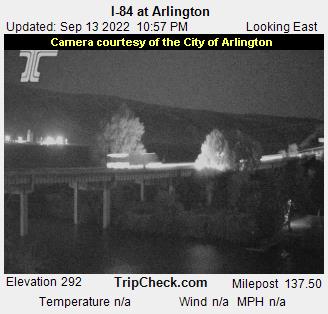 I-84 at Arlington
Updated: Sep 13 2022 10:57 PM Looking East
Camera courtesy of the City of Arlington
Elevation 292 TripCheck.com Milepost 137.50
Temperature n/a Wind n/a MPH n/a